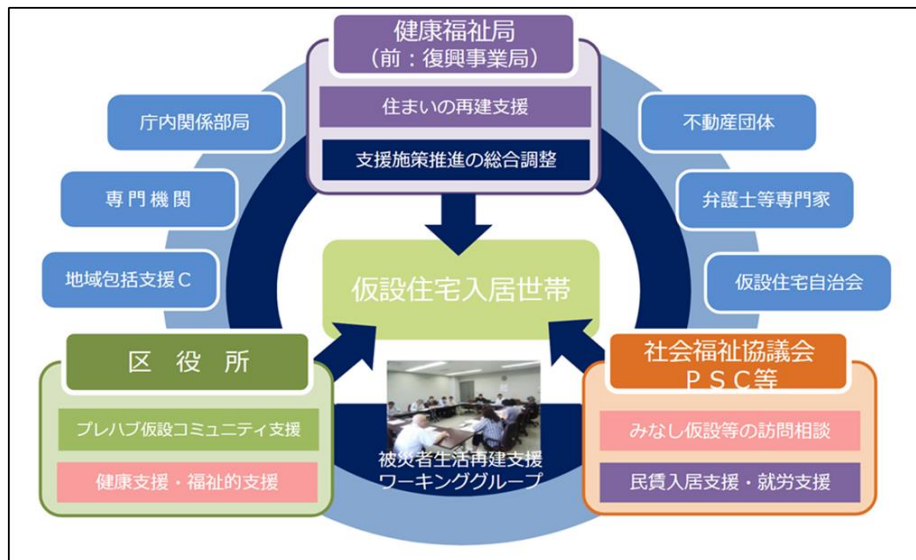 健康福祉局
（前：復興事業局）
住まいの再建支援
支援施策推進の総合調整
庁内関係部局
専門機関
地域包括支援Ｃ
不動産団体
弁護士等専門家
仮設住宅自治会
仮設住宅入居世帯
区　役　所
プレハブ仮設コミュニティ支援
健康支援・福祉的支援
被災者生活再建支援
ワーキンググループ
社会福祉協議会
ＰＳＣ等
みなし仮設等の訪問相談
民賃入居支援・就労支援